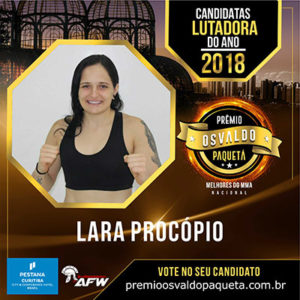 CANDIDATAS
LUTADORA
DO ANO
2018
PRÊMIO
OSVALDO
PAQUETÁ
MELHORES DO MMA
NACIONAL
LARA PROCÓPIO
PESTANA
CURITIBA
BRASIL
AFW
VOTE NO SEU CANDIDATO
premioosvaldopaqueta.com.br